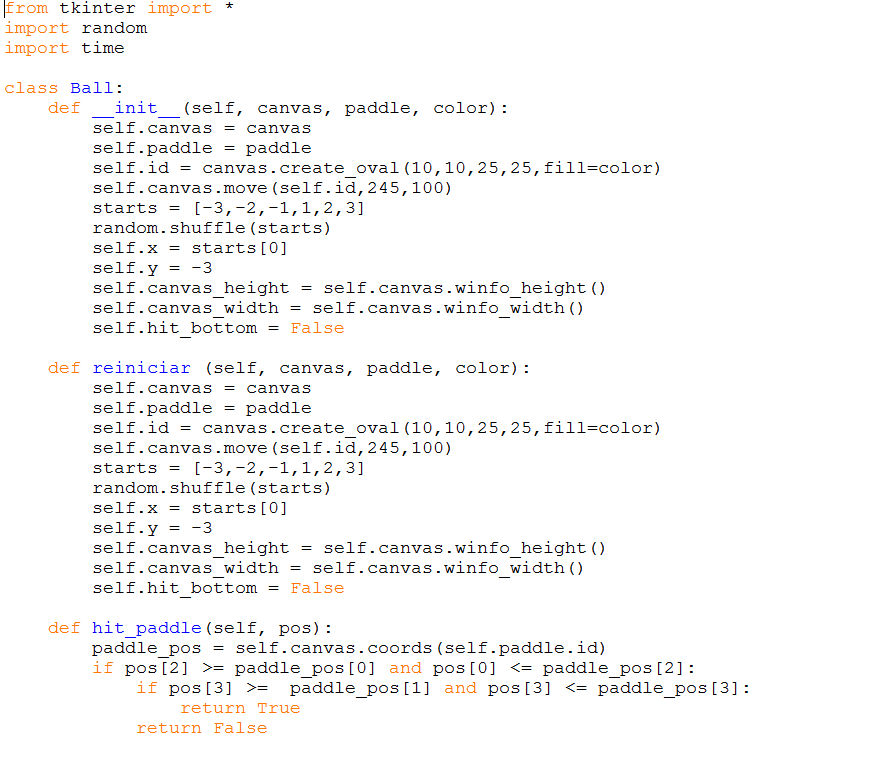 from tkinter import *
import random
import time

class Ball:
    def __init__(self, canvas, paddle, color):
        self.canvas = canvas
        self.paddle = paddle
        self.id = canvas.create_oval(10,10,25,25,fill=color)
        self.canvas.move(self.id,245,100)
        starts = [-3,-2,-1,1,2,3]
        random.shuffle(starts)
        self.x = starts[0]
        self.y = -3
        self.canvas_height = self.canvas.winfo_height()
        self.canvas_width = self.canvas.winfo_width()
        self.hit_bottom = False

    def reiniciar (self, canvas, paddle, color):
        self.canvas = canvas
        self.paddle = paddle
        self.id = canvas.create_oval(10,10,25,25,fill=color)
        self.canvas.move(self.id,245,100)
        starts = [-3,-2,-1,1,2,3]
        random.shuffle(starts)
        self.x = starts[0]
        self.y = -3
        self.canvas_height = self.canvas.winfo_height()
        self.canvas_width = self.canvas.winfo_width()
        self.hit_bottom = False

    def hit_paddle(self, pos):
        paddle_pos = self.canvas.coords(self.paddle.id)
        if pos[2] >= paddle_pos[0] and pos[0] <= paddle_pos[2]:
            if pos[3] >=  paddle_pos[1] and pos[3] <= paddle_pos[3]:
                return True
            return False